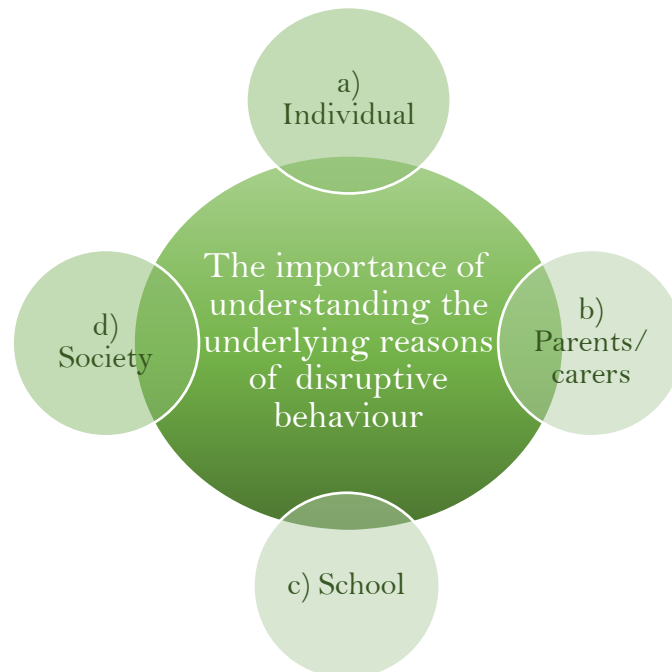 a)
Individual
The importance of
understanding the
underlying reasons
of disruptive
behaviour
b)
Parents/
carers
c) School
d)
Society